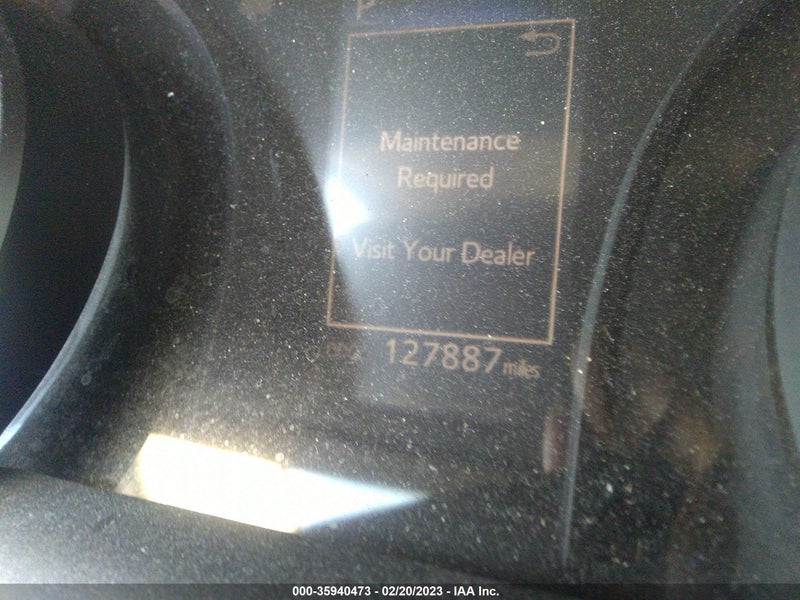 Maintenance
Required
Visit Your Dealer
127887 miles
000-35940473 - 02/20/2023 - IAA Inc.